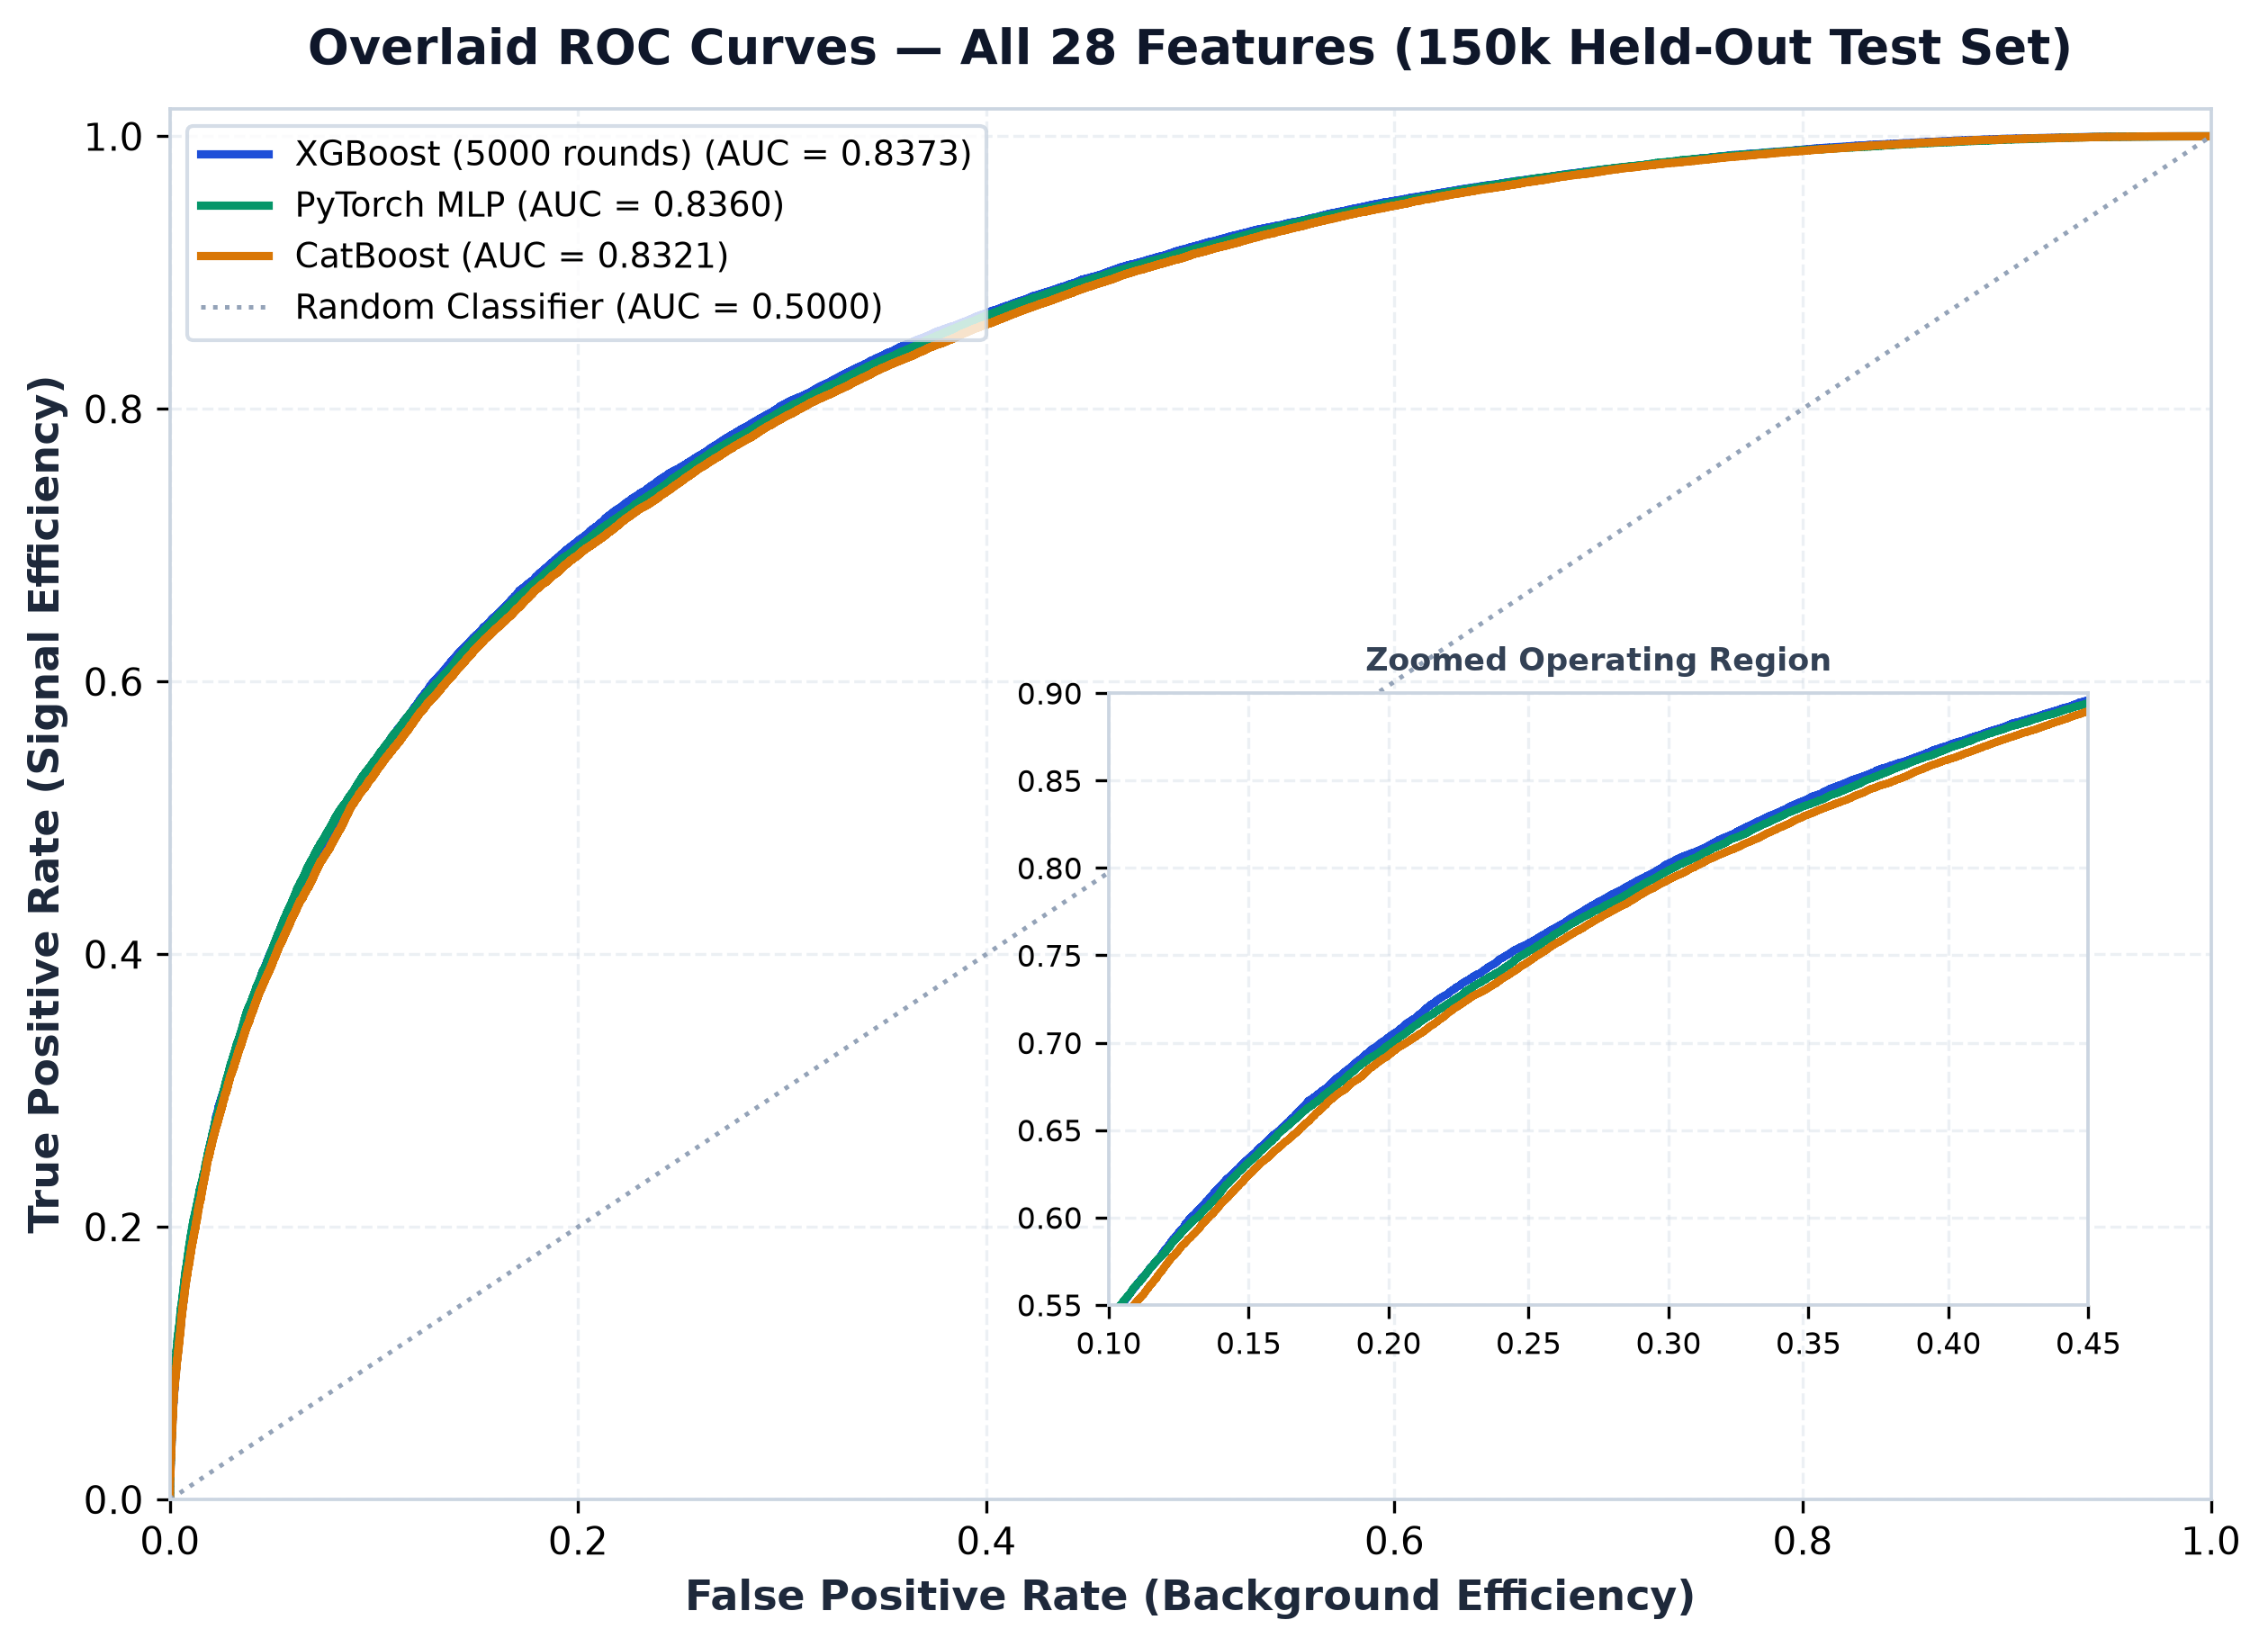 Overlaid ROC Curves — All 28 Features (150k Held-Out Test Set)
XGBoost (5000 rounds) (AUC = 0.8373)
PyTorch MLP (AUC = 0.8360)
CatBoost (AUC = 0.8321)
Random Classifier (AUC = 0.5000)
True Positive Rate (Signal Efficiency)
1.0
0.8
0.6
0.4
0.2
0.0
Zoomed Operating Region
0.90
0.85
0.80
0.75
0.70
0.65
0.60
0.55
0.10 0.15 0.20 0.25 0.30 0.35 0.40 0.45
0.0 0.2 0.4 0.6 0.8 1.0
False Positive Rate (Background Efficiency)